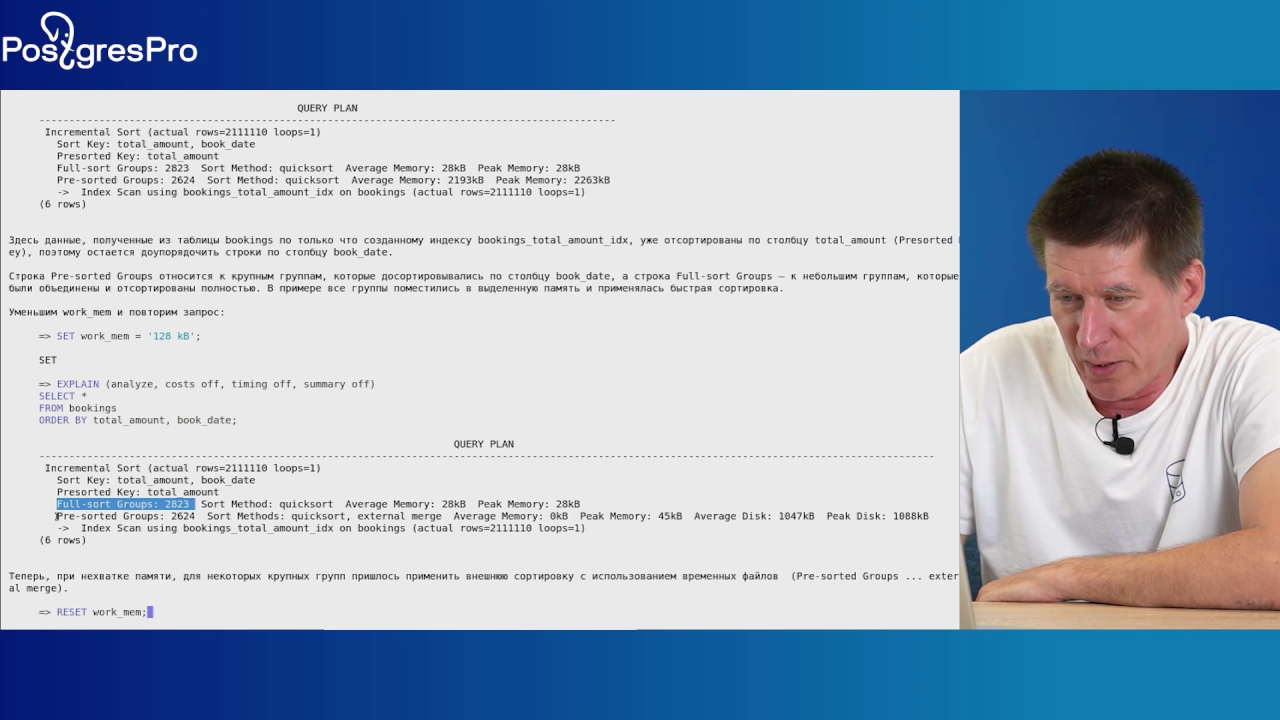 PostgresPro
QUERY PLAN
--------------------------------------------------------------------------------
Incremental Sort (actual rows=2111110 loops=1)
Sort Key: total_amount, book_date
Presorted Key: total_amount
Full-sort Groups: 2823  Sort Method: quicksort  Average Memory: 28kB  Peak Memory: 28kB
Pre-sorted Groups: 2624  Sort Method: quicksort  Average Memory: 2193kB  Peak Memory: 2263kB
->  Index Scan using bookings_total_amount_idx on bookings (actual rows=2111110 loops=1)
(6 rows)
Здесь данные, полученные из таблицы bookings по только что созданному индексу bookings_total_amount_idx, уже отсортированы по столбцу total_amount (Presorted
ey), поэтому остается доупорядочить строки по столбцу book_date.
Строка Pre-sorted Groups относится к крупным группам, которые досортировывались по столбцу book_date, а строка Full-sort Groups — к небольшим группам, которые
были объединены и отсортированы полностью. В примере все группы поместились в выделенную память и применялась быстрая сортировка.
Уменьшим work_mem и повторим запрос:
=> SET work_mem = '128 kB';
SET
=> EXPLAIN (analyze, costs off, timing off, summary off)
SELECT *
FROM bookings
ORDER BY total_amount, book_date;
QUERY PLAN
--------------------------------------------------------------------------------
Incremental Sort (actual rows=2111110 loops=1)
Sort Key: total_amount, book_date
Presorted Key: total_amount
Full-sort Groups: 2823  Sort Method: quicksort  Average Memory: 28kB  Peak Memory: 28kB
Pre-sorted Groups: 2624  Sort Methods: quicksort, external merge  Average Memory: 0kB  Peak Memory: 45kB  Average Disk: 1047kB  Peak Disk: 1088kB
->  Index Scan using bookings_total_amount_idx on bookings (actual rows=2111110 loops=1)
(6 rows)
Теперь, при нехватке памяти, для некоторых крупных групп пришлось применить внешнюю сортировку с использованием временных файлов  (Pre-sorted Groups ... exter
al merge).
=> RESET work_mem;